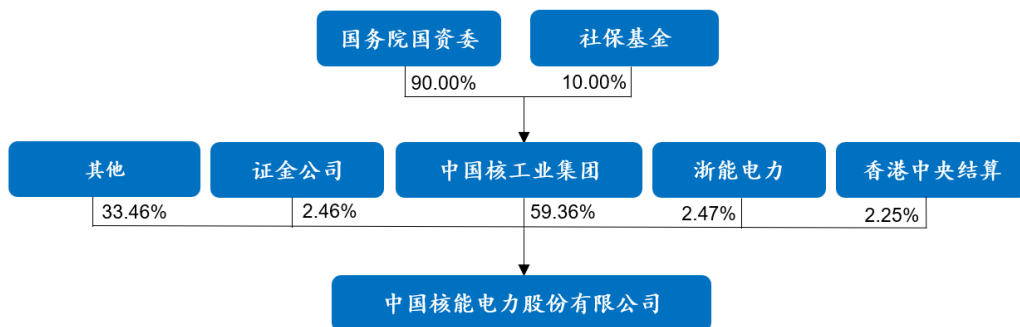 国务院国资委
社保基金
90.00%
10.00%
其他
证金公司
中国核工业集团
浙能电力
香港中央结算
33.46%
2.46%
59.36%
2.47%
2.25%
中国核能电力股份有限公司